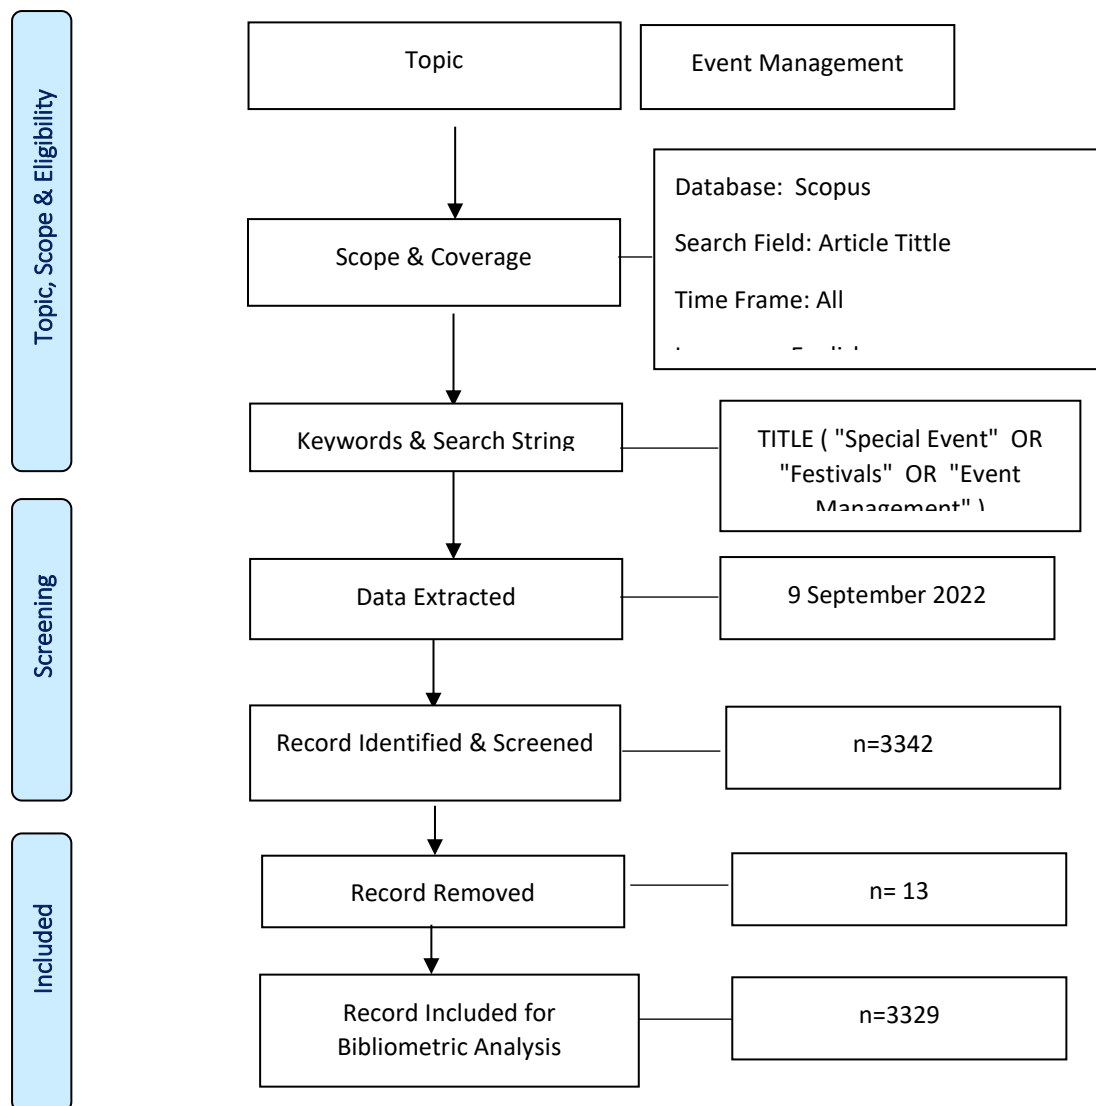 Topic, Scope & Eligibility
Topic
Event Management
Database: Scopus
Search Field: Article Tittle
Time Frame: All
Scope & Coverage
Keywords & Search String
TITLE ( "Special Event" OR
"Festivals" OR "Event
Management" )
Screening
Data Extracted
9 September 2022
Record Identified & Screened
n=3342
Included
Record Removed
n= 13
Record Included for
Bibliometric Analysis
n=3329